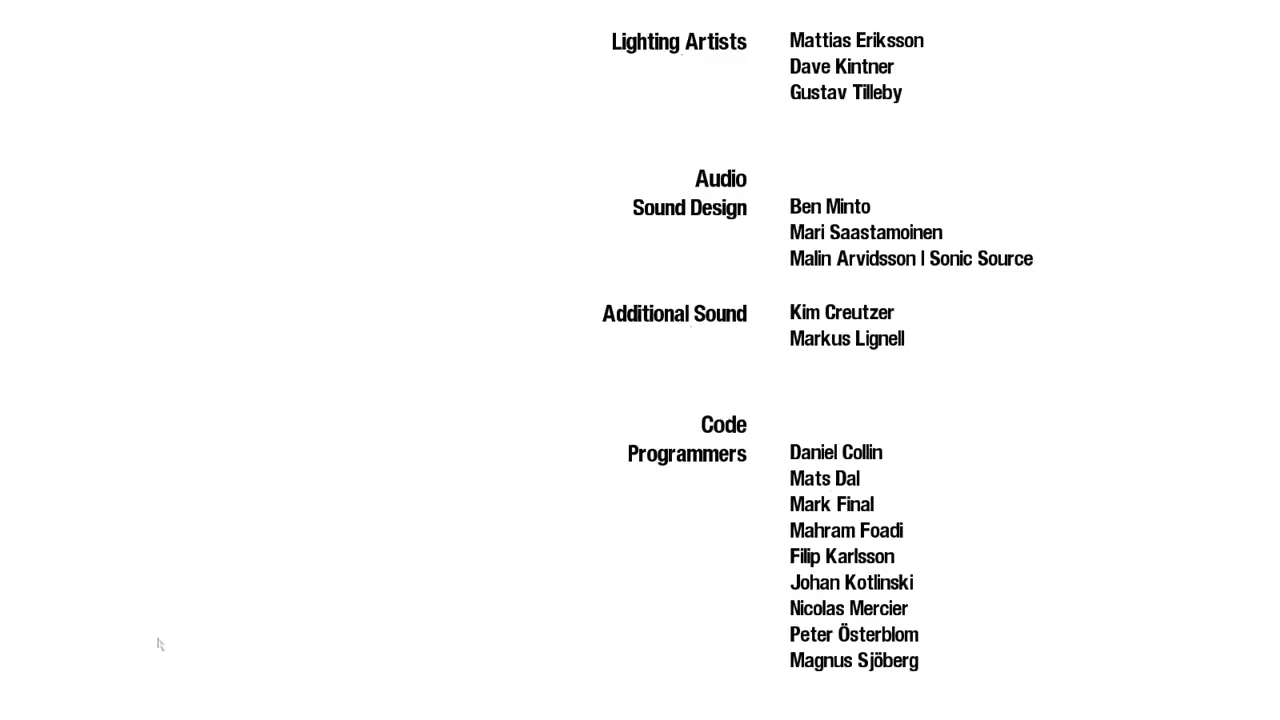 Lighting Artists Mattias Eriksson
Dave Kintner
Gustav Tilleby
Audio
Sound Design Ben Minto
Mari Saastamoinen
Malin Arvidsson | Sonic Source
Additional Sound Kim Creutzer
Markus Lignell
Code
Programmers Daniel Collin
Mats Dal
Mark Final
Mahram Foadi
Filip Karlsson
Johan Kotlinski
Nicolas Mercier
Peter Österblom
Magnus Sjöberg